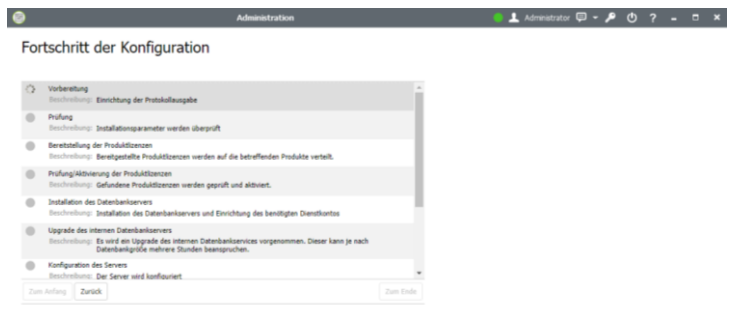 Administration
Administrator
?
Fortschritt der Konfiguration
Vorbereitung
Beschreibung: Einrichtung der Protokollausgabe
Prüfung
Beschreibung: Installationsparameter werden überprüft
Bereitstellung der Produktlizenzen
Beschreibung: Bereitgestellte Produktlizenzen werden auf die betreffenden Produkte verteilt.
Prüfung/Aktivierung der Produktlizenzen
Beschreibung: Gefundene Produktlizenzen werden geprüft und aktiviert.
Installation des Datenbankservers
Beschreibung: Installation des Datenbankservers und Einrichtung des benötigten Dienstkontos
Upgrade des internen Datenbankservers
Beschreibung: Es wird ein Upgrade des internen Datenbankservices vorgenommen. Dieser kann je nach
Datenbankgröße mehrere Stunden beanspruchen.
Konfiguration des Servers
Beschreibung: Der Server wird konfiguriert
Zum Anfang Zurück Zum Ende